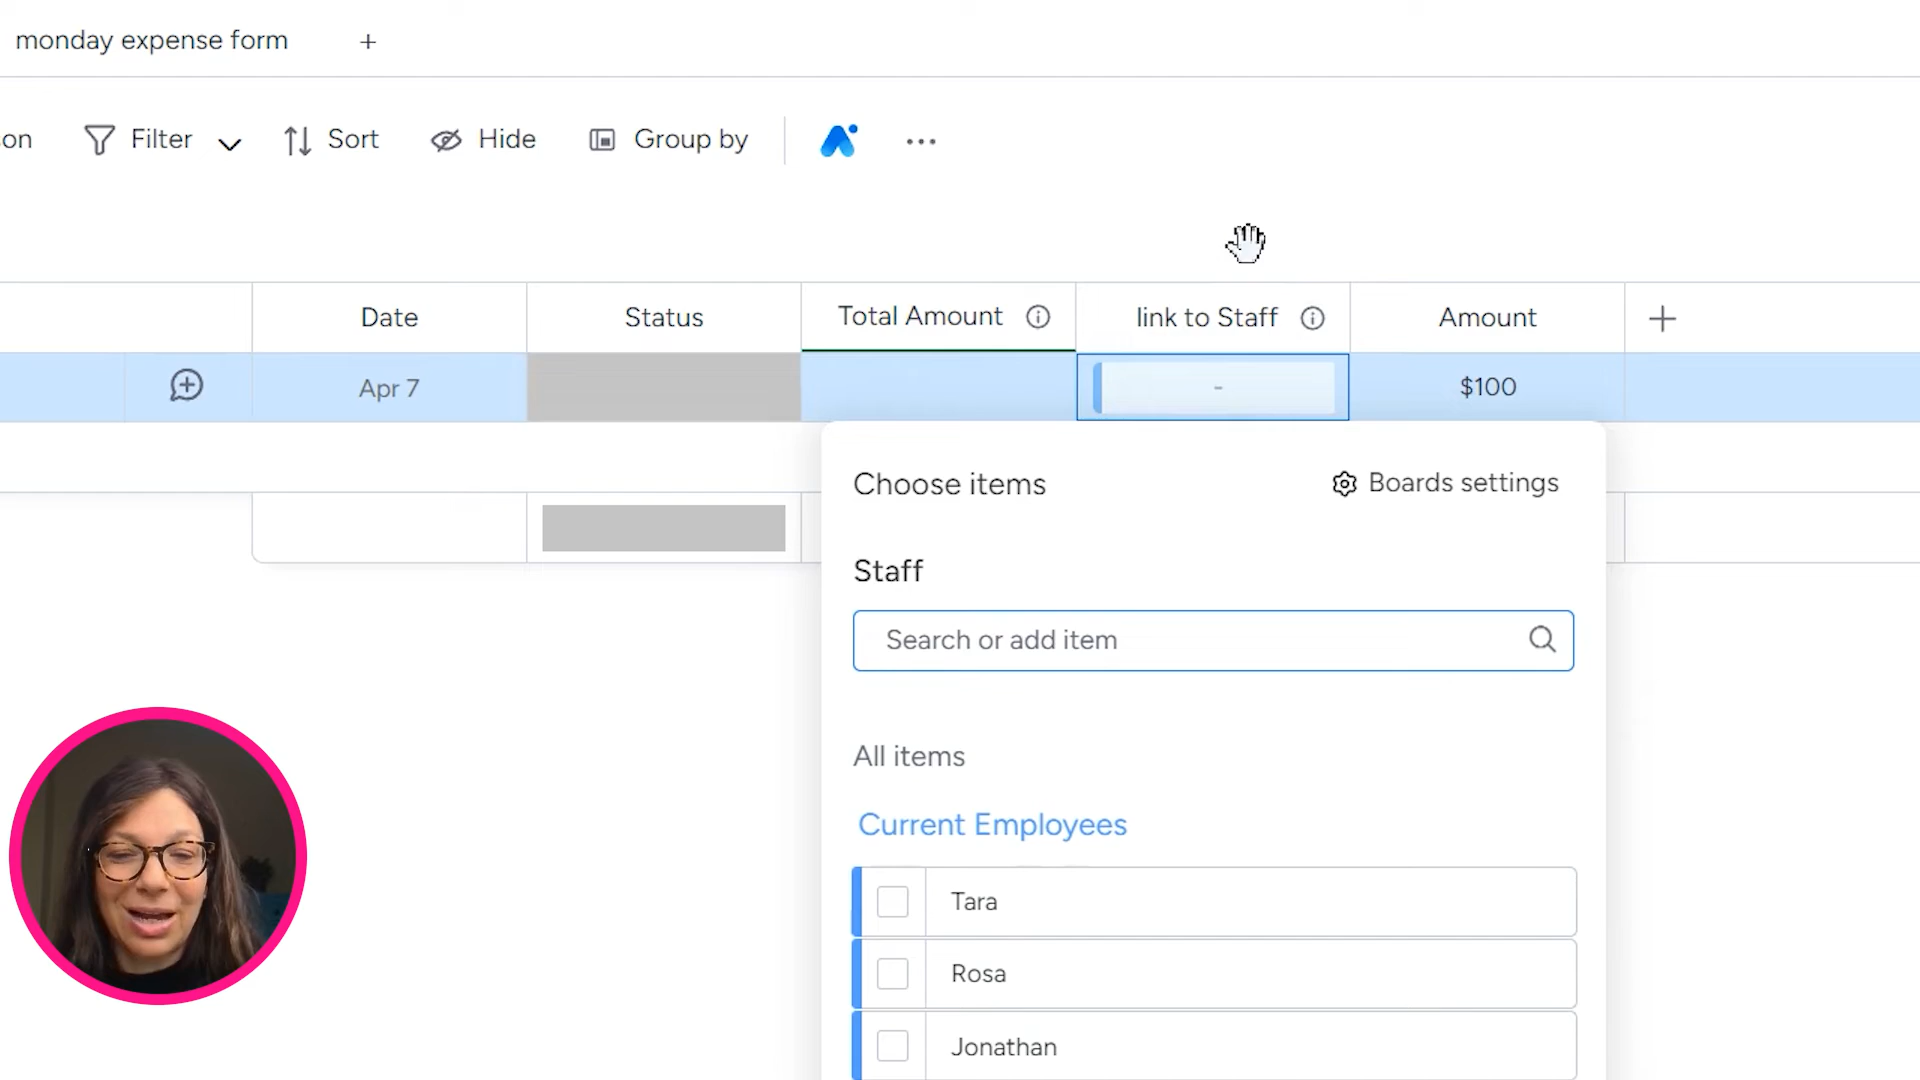 monday expense form +
on Filter Sort Hide Group by ...
Date Status Total Amount link to Staff Amount +
Apr 7 - $100
Choose items Boards settings
Staff
Search or add item
All items
Current Employees
Tara
Rosa
Jonathan